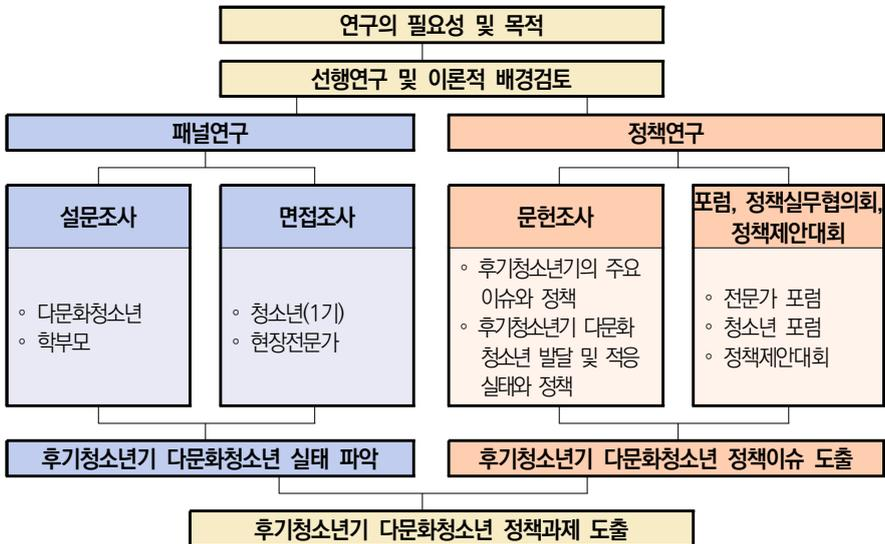 연구의 필요성 및 목적
선행연구 및 이론적 배경검토
패널연구
정책연구
설문조사
면접조사
문헌조사
포럼, 정책실무협의회,
정책제안대회
◦ 다문화청소년
◦ 학부모
◦ 청소년(1기)
◦ 현장전문가
◦ 후기청소년기의 주요
이슈와 정책
◦ 후기청소년기 다문화
청소년 발달 및 적응
실태와 정책
◦ 전문가 포럼
◦ 청소년 포럼
◦ 정책제안대회
후기청소년기 다문화청소년 실태 파악
후기청소년기 다문화청소년 정책이슈 도출
후기청소년기 다문화청소년 정책과제 도출